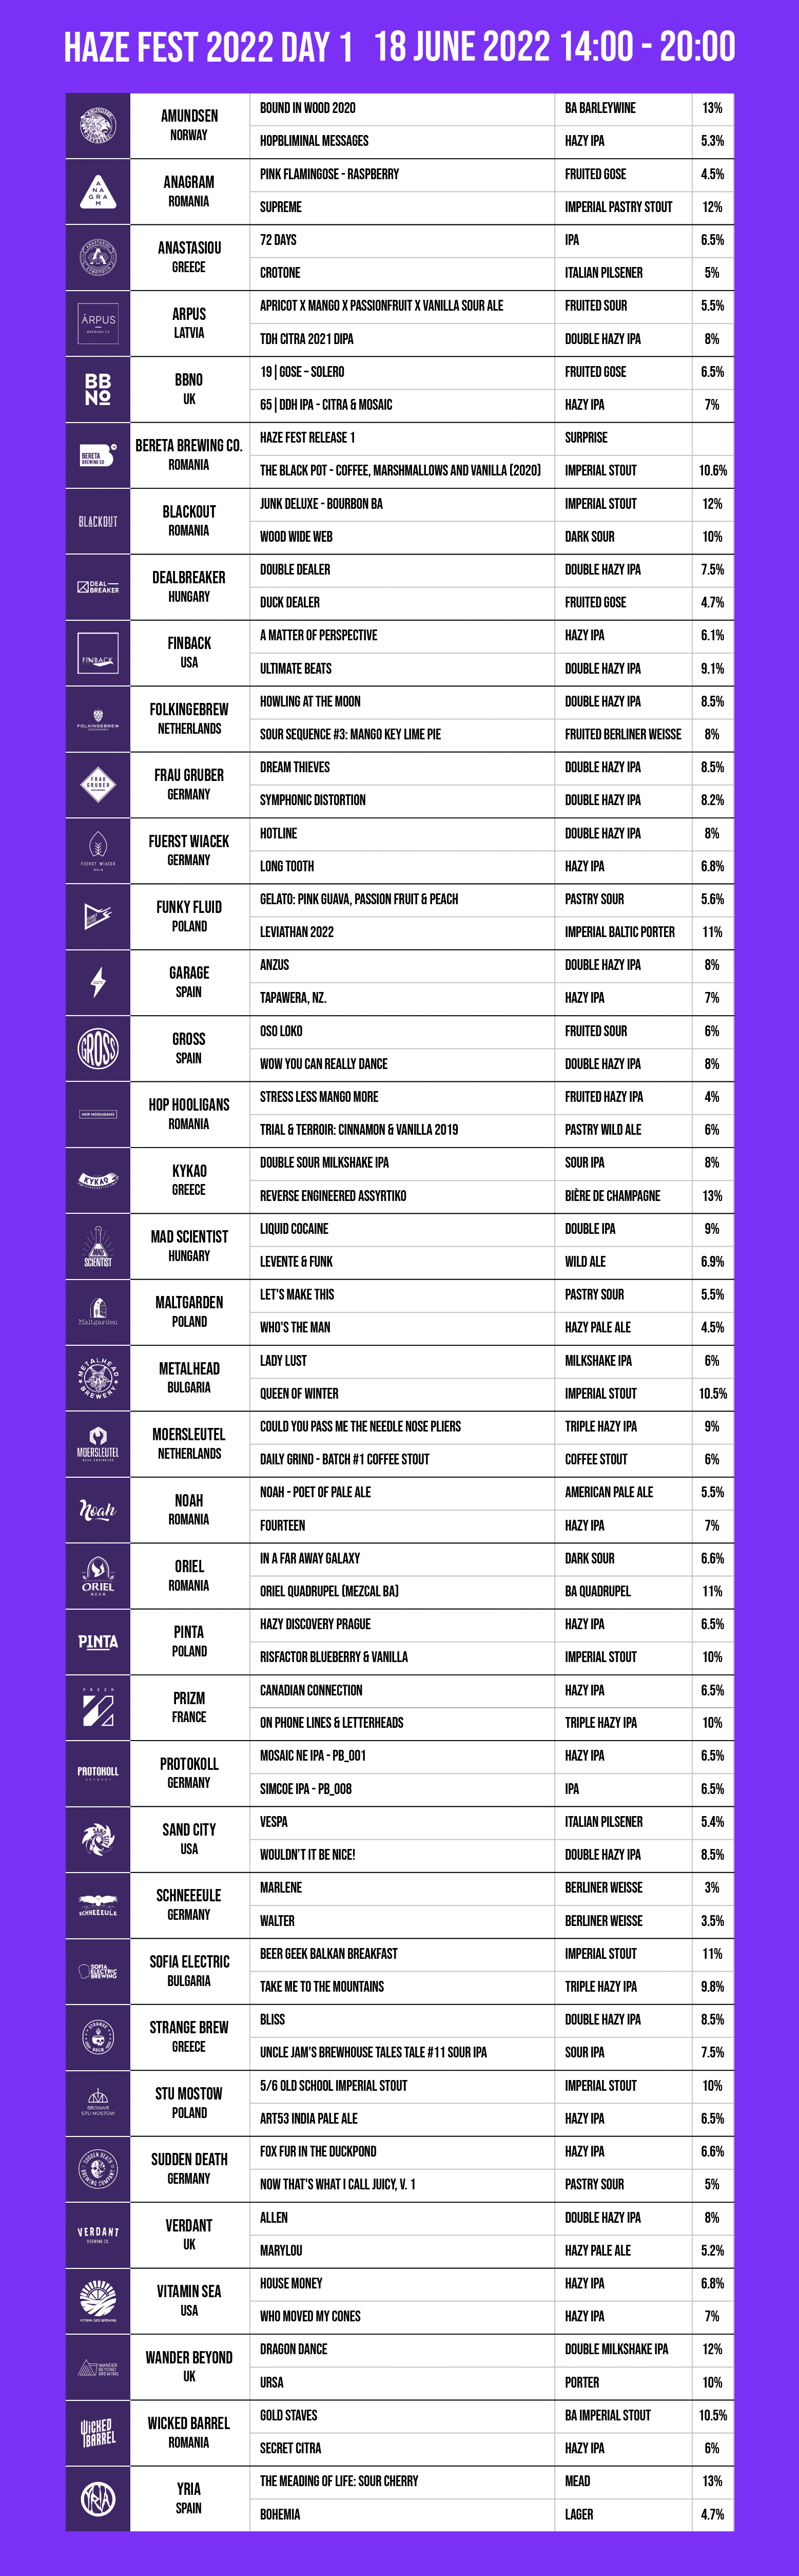 HAZE FEST 2022 DAY 1 18 JUNE 2022 14:00 - 20:00
AMUNDSEN
NORWAY
BOUND IN WOOD 2020 BA BARLEYWINE 13%
HOPBLIMINAL MESSAGES HAZY IPA 5.3%
ANAGRAM
ANAGRAM
ROMANIA
PINK FLAMINGOSE - RASPBERRY FRUITED GOSE 4.5%
SUPREME IMPERIAL PASTRY STOUT 12%
ANASTASIOU
GREECE
72 DAYS IPA 6.5%
CROTONE ITALIAN PILSENER 5%
ĀRPUS
BREWING CO
ARPUS
LATVIA
APRICOT X MANGO X PASSIONFRUIT X VANILLA SOUR ALE FRUITED SOUR 5.5%
TDH CITRA 2021 DIPA DOUBLE HAZY IPA 8%
BB
Nº
BBNO
UK
19 | GOSE – SOLERO FRUITED GOSE 6.5%
65 | DDH IPA - CITRA & MOSAIC HAZY IPA 7%
BERETA
BREWING CO
BERETA BREWING CO.
ROMANIA
HAZE FEST RELEASE 1 SURPRISE
THE BLACK POT - COFFEE, MARSHMALLOWS AND VANILLA (2020) IMPERIAL STOUT 10.6%
BLACKOUT
BLACKOUT
ROMANIA
JUNK DELUXE - BOURBON BA IMPERIAL STOUT 12%
WOOD WIDE WEB DARK SOUR 10%
DEAL
BREAKER
DEALBREAKER
HUNGARY
DOUBLE DEALER DOUBLE HAZY IPA 7.5%
DUCK DEALER FRUITED GOSE 4.7%
FINBACK
FINBACK
USA
A MATTER OF PERSPECTIVE HAZY IPA 6.1%
ULTIMATE BEATS DOUBLE HAZY IPA 9.1%
FOLKINGEBREW
FOLKINGEBREW
NETHERLANDS
HOWLING AT THE MOON DOUBLE HAZY IPA 8.5%
SOUR SEQUENCE #3: MANGO KEY LIME PIE FRUITED BERLINER WEISSE 8%
FRAU
GRUBER
FRAU GRUBER
GERMANY
DREAM THIEVES DOUBLE HAZY IPA 8.5%
SYMPHONIC DISTORTION DOUBLE HAZY IPA 8.2%
FUERST WIACEK
BERLIN
FUERST WIACEK
GERMANY
HOTLINE DOUBLE HAZY IPA 8%
LONG TOOTH HAZY IPA 6.8%
FUNKY FLUID
POLAND
GELATO: PINK GUAVA, PASSION FRUIT & PEACH PASTRY SOUR 5.6%
LEVIATHAN 2022 IMPERIAL BALTIC PORTER 11%
GARAGE
SPAIN
ANZUS DOUBLE HAZY IPA 8%
TAPAWERA, NZ. HAZY IPA 7%
GROSS
GROSS
SPAIN
OSO LOKO FRUITED SOUR 6%
WOW YOU CAN REALLY DANCE DOUBLE HAZY IPA 8%
HOP HOOLIGANS
HOP HOOLIGANS
ROMANIA
STRESS LESS MANGO MORE FRUITED HAZY IPA 4%
TRIAL & TERROIR: CINNAMON & VANILLA 2019 PASTRY WILD ALE 6%
KYKAO
KYKAO
GREECE
DOUBLE SOUR MILKSHAKE IPA SOUR IPA 8%
REVERSE ENGINEERED ASSYRTIKO BIÈRE DE CHAMPAGNE 13%
MAD
SCIENTIST
MAD SCIENTIST
HUNGARY
LIQUID COCAINE DOUBLE IPA 9%
LEVENTE & FUNK WILD ALE 6.9%
Maltgarden
MALTGARDEN
POLAND
LET'S MAKE THIS PASTRY SOUR 5.5%
WHO'S THE MAN HAZY PALE ALE 4.5%
METALHEAD
BREWERY
METALHEAD
BULGARIA
LADY LUST MILKSHAKE IPA 6%
QUEEN OF WINTER IMPERIAL STOUT 10.5%
MOERSLEUTEL
MOERSLEUTEL
NETHERLANDS
COULD YOU PASS ME THE NEEDLE NOSE PLIERS TRIPLE HAZY IPA 9%
DAILY GRIND - BATCH #1 COFFEE STOUT COFFEE STOUT 6%
Noah
NOAH
ROMANIA
NOAH - POET OF PALE ALE AMERICAN PALE ALE 5.5%
FOURTEEN HAZY IPA 7%
ORIEL
BEER
ORIEL
ROMANIA
IN A FAR AWAY GALAXY DARK SOUR 6.6%
ORIEL QUADRUPEL (MEZCAL BA) BA QUADRUPEL 11%
PINTA
PINTA
POLAND
HAZY DISCOVERY PRAGUE HAZY IPA 6.5%
RISFACTOR BLUEBERRY & VANILLA IMPERIAL STOUT 10%
PRIZM
PRIZM
FRANCE
CANADIAN CONNECTION HAZY IPA 6.5%
ON PHONE LINES & LETTERHEADS TRIPLE HAZY IPA 10%
PROTOKOLL
BREWERY
PROTOKOLL
GERMANY
MOSAIC NE IPA - PB_001 HAZY IPA 6.5%
SIMCOE IPA - PB_008 IPA 6.5%
SAND CITY
USA
VESPA ITALIAN PILSENER 5.4%
WOULDN'T IT BE NICE! DOUBLE HAZY IPA 8.5%
SCHNEEEULE
SCHNEEEULE
GERMANY
MARLENE BERLINER WEISSE 3%
WALTER BERLINER WEISSE 3.5%
SOFIA
ELECTRIC
BREWING
SOFIA ELECTRIC
BULGARIA
BEER GEEK BALKAN BREAKFAST IMPERIAL STOUT 11%
TAKE ME TO THE MOUNTAINS TRIPLE HAZY IPA 9.8%
STRANGE
BREW
STRANGE BREW
GREECE
BLISS DOUBLE HAZY IPA 8.5%
UNCLE JAM'S BREWHOUSE TALES TALE #11 SOUR IPA SOUR IPA 7.5%
BROWAR
STU MOSTÓW
STU MOSTOW
POLAND
5/6 OLD SCHOOL IMPERIAL STOUT IMPERIAL STOUT 10%
ART53 INDIA PALE ALE HAZY IPA 6.5%
SUDDEN DEATH
BREWING COMPANY
SUDDEN DEATH
GERMANY
FOX FUR IN THE DUCKPOND HAZY IPA 6.6%
NOW THAT'S WHAT I CALL JUICY, V. 1 PASTRY SOUR 5%
VERDANT
BREWING CO.
VERDANT
UK
ALLEN DOUBLE HAZY IPA 8%
MARYLOU HAZY PALE ALE 5.2%
VITAMIN SEA BREWING
VITAMIN SEA
USA
HOUSE MONEY HAZY IPA 6.8%
WHO MOVED MY CONES HAZY IPA 7%
WANDER
BEYOND
BREWING
WANDER BEYOND
UK
DRAGON DANCE DOUBLE MILKSHAKE IPA 12%
URSA PORTER 10%
WICKED
BARREL
WICKED BARREL
ROMANIA
GOLD STAVES BA IMPERIAL STOUT 10.5%
SECRET CITRA HAZY IPA 6%
YRIA
YRIA
SPAIN
THE MEADING OF LIFE: SOUR CHERRY MEAD 13%
BOHEMIA LAGER 4.7%